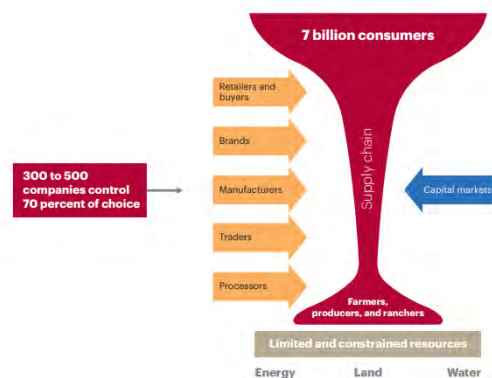 7 billion consumers
Retailers and
buyers
Brands
300 to 500
companies control
70 percent of choice
Manufacturers
Supply chain
Capital markets
Traders
Processors
Farmers,
producers, and ranchers
Limited and constrained resources
Energy Land Water